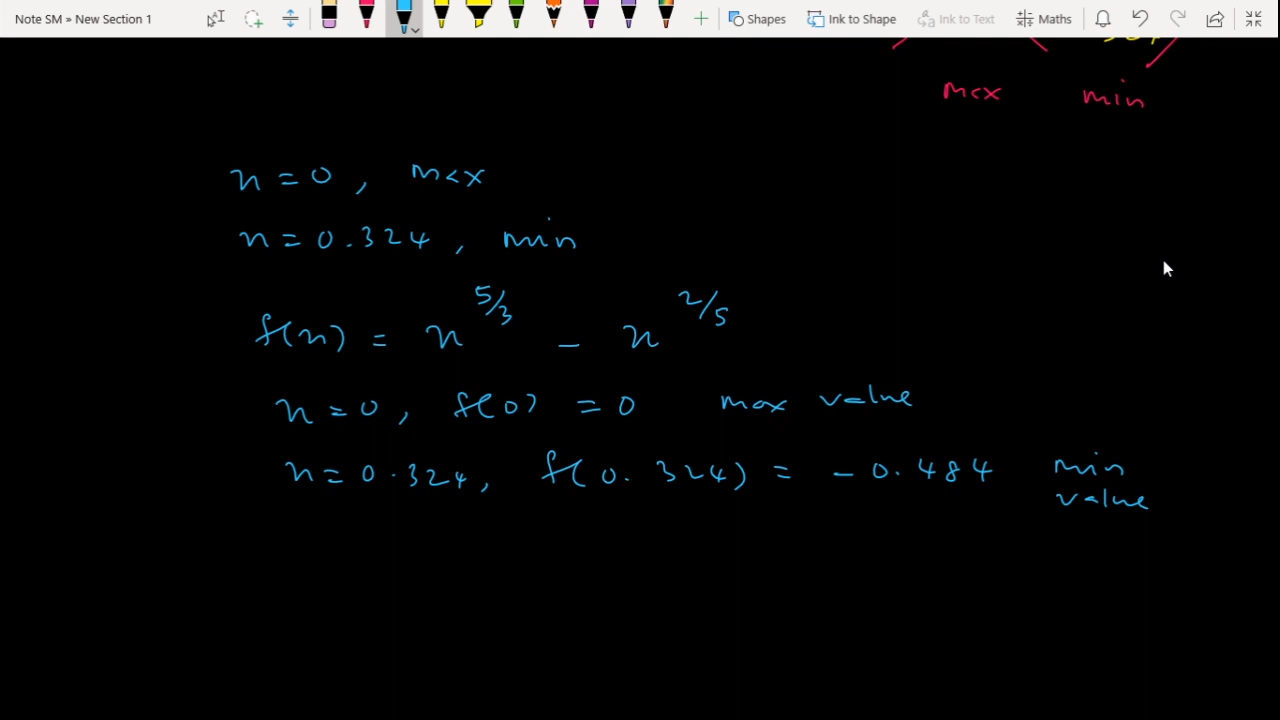 Note SM » New Section 1 Shapes Ink to Shape Ink to Text Maths
max min
x = 0 , max
x = 0.324 , min
f(x) = x^5/3 - x^2/5
x = 0 , f(0) = 0 max value
x = 0.324, f(0.324) = -0.484 min
value